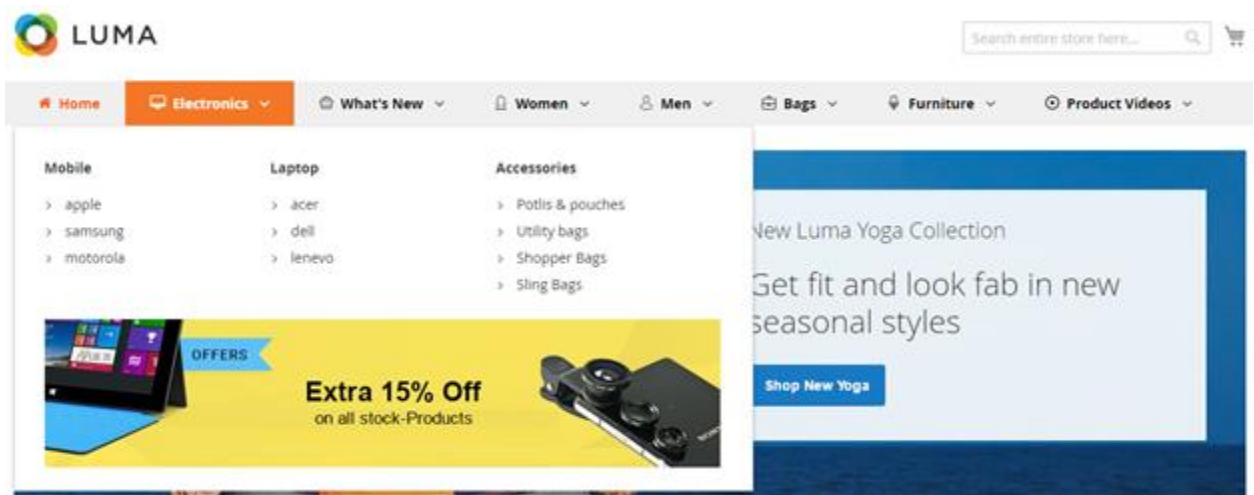 LUMA
Search entire store here...
Home Electronics What's New Women Men Bags Furniture Product Videos
Mobile
apple
samsung
motorola
Laptop
acer
dell
lenevo
Accessories
Potlis & pouches
Utility bags
Shopper Bags
Sling Bags
OFFERS
Extra 15% Off
on all stock-Products
SONY
New Luma Yoga Collection
Get fit and look fab in new
seasonal styles
Shop New Yoga